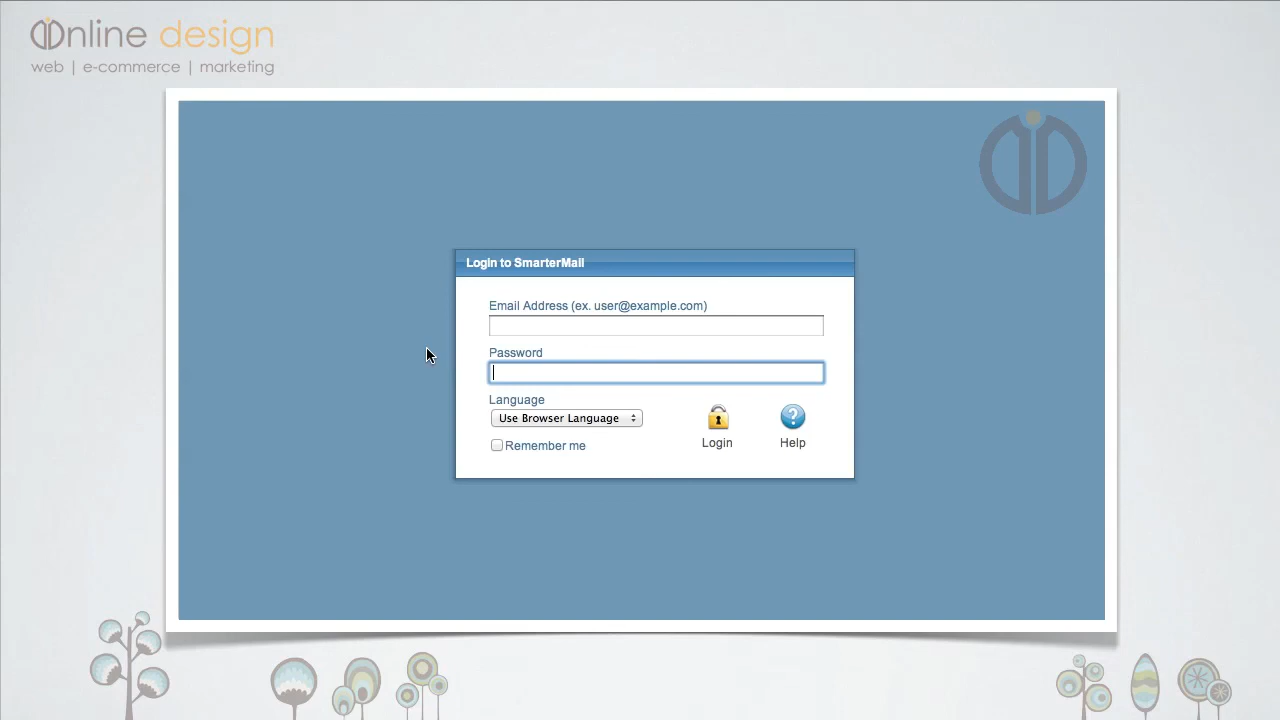 Online design
web | e-commerce | marketing
Login to SmarterMail
Email Address (ex. user@example.com)
Password
Language
Use Browser Language
Remember me
Login
Help